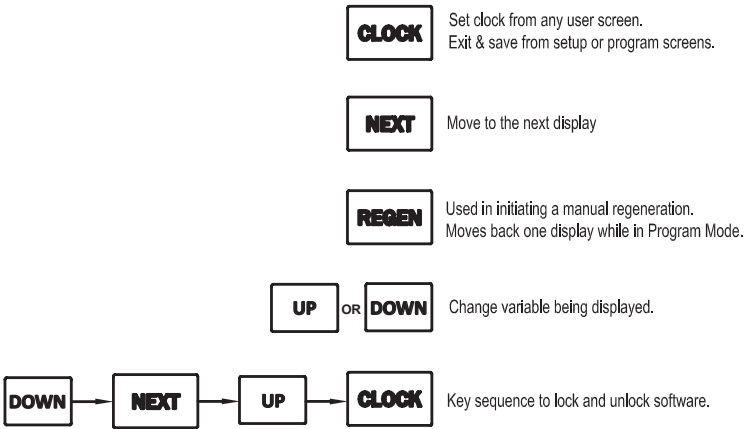 CLOCK
Set clock from any user screen.
Exit & save from setup or program screens.
NEXT
Move to the next display
REGEN
Used in initiating a manual regeneration.
Moves back one display while in Program Mode.
UP OR DOWN
Change variable being displayed.
DOWN NEXT UP CLOCK
Key sequence to lock and unlock software.